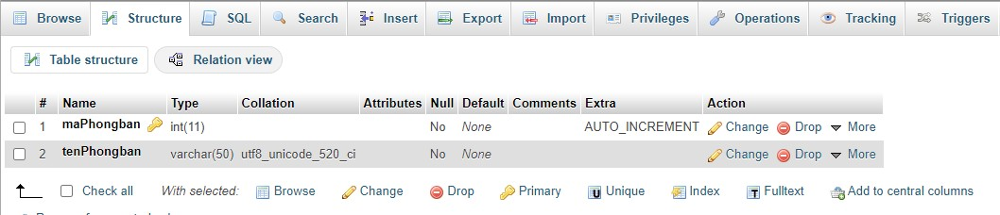 Browse Structure SQL Search Insert Export Import Privileges Operations Tracking Triggers
Table structure Relation view
# Name Type Collation Attributes Null Default Comments Extra Action
1 maPhongban int(11) No None AUTO_INCREMENT Change Drop More
2 tenPhongban varchar(50) utf8_unicode_520_ci No None Change Drop More
Check all With selected: Browse Change Drop Primary Unique Index Fulltext Add to central columns